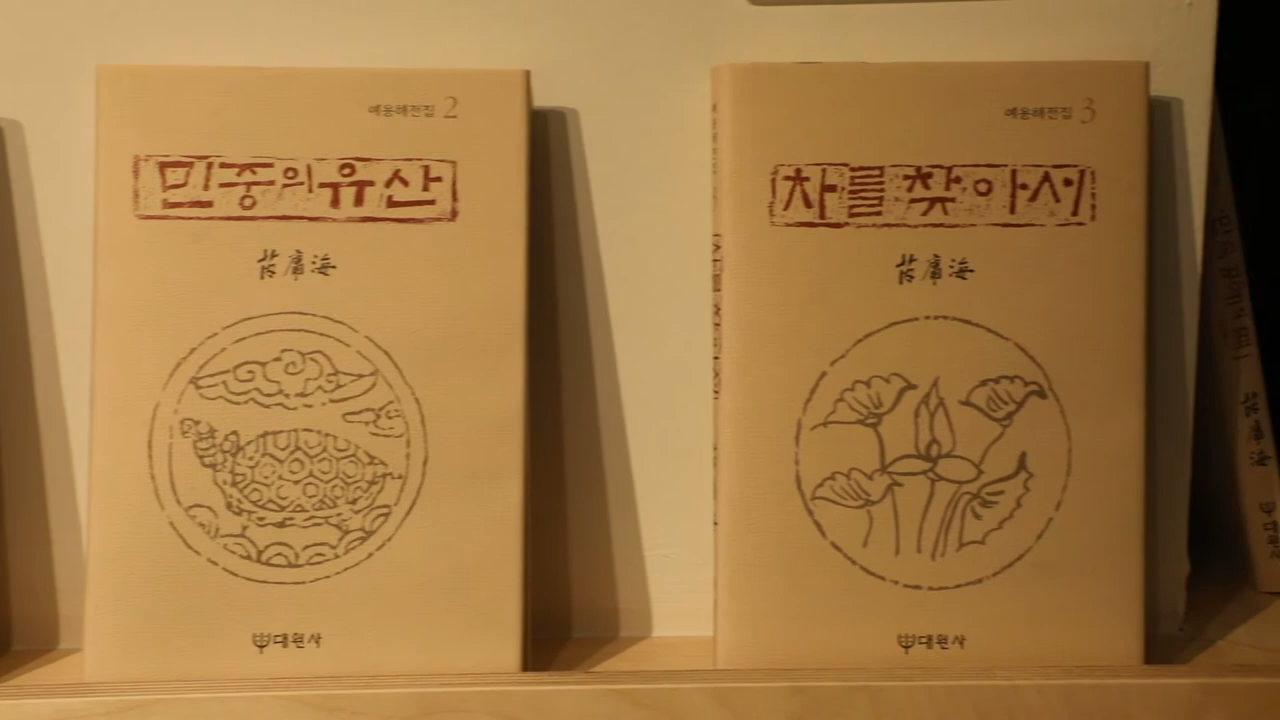 예용해전집 2
민중의 유산
芮庸海
대원사
예용해전집 3
차를 찾아서
芮庸海
대원사